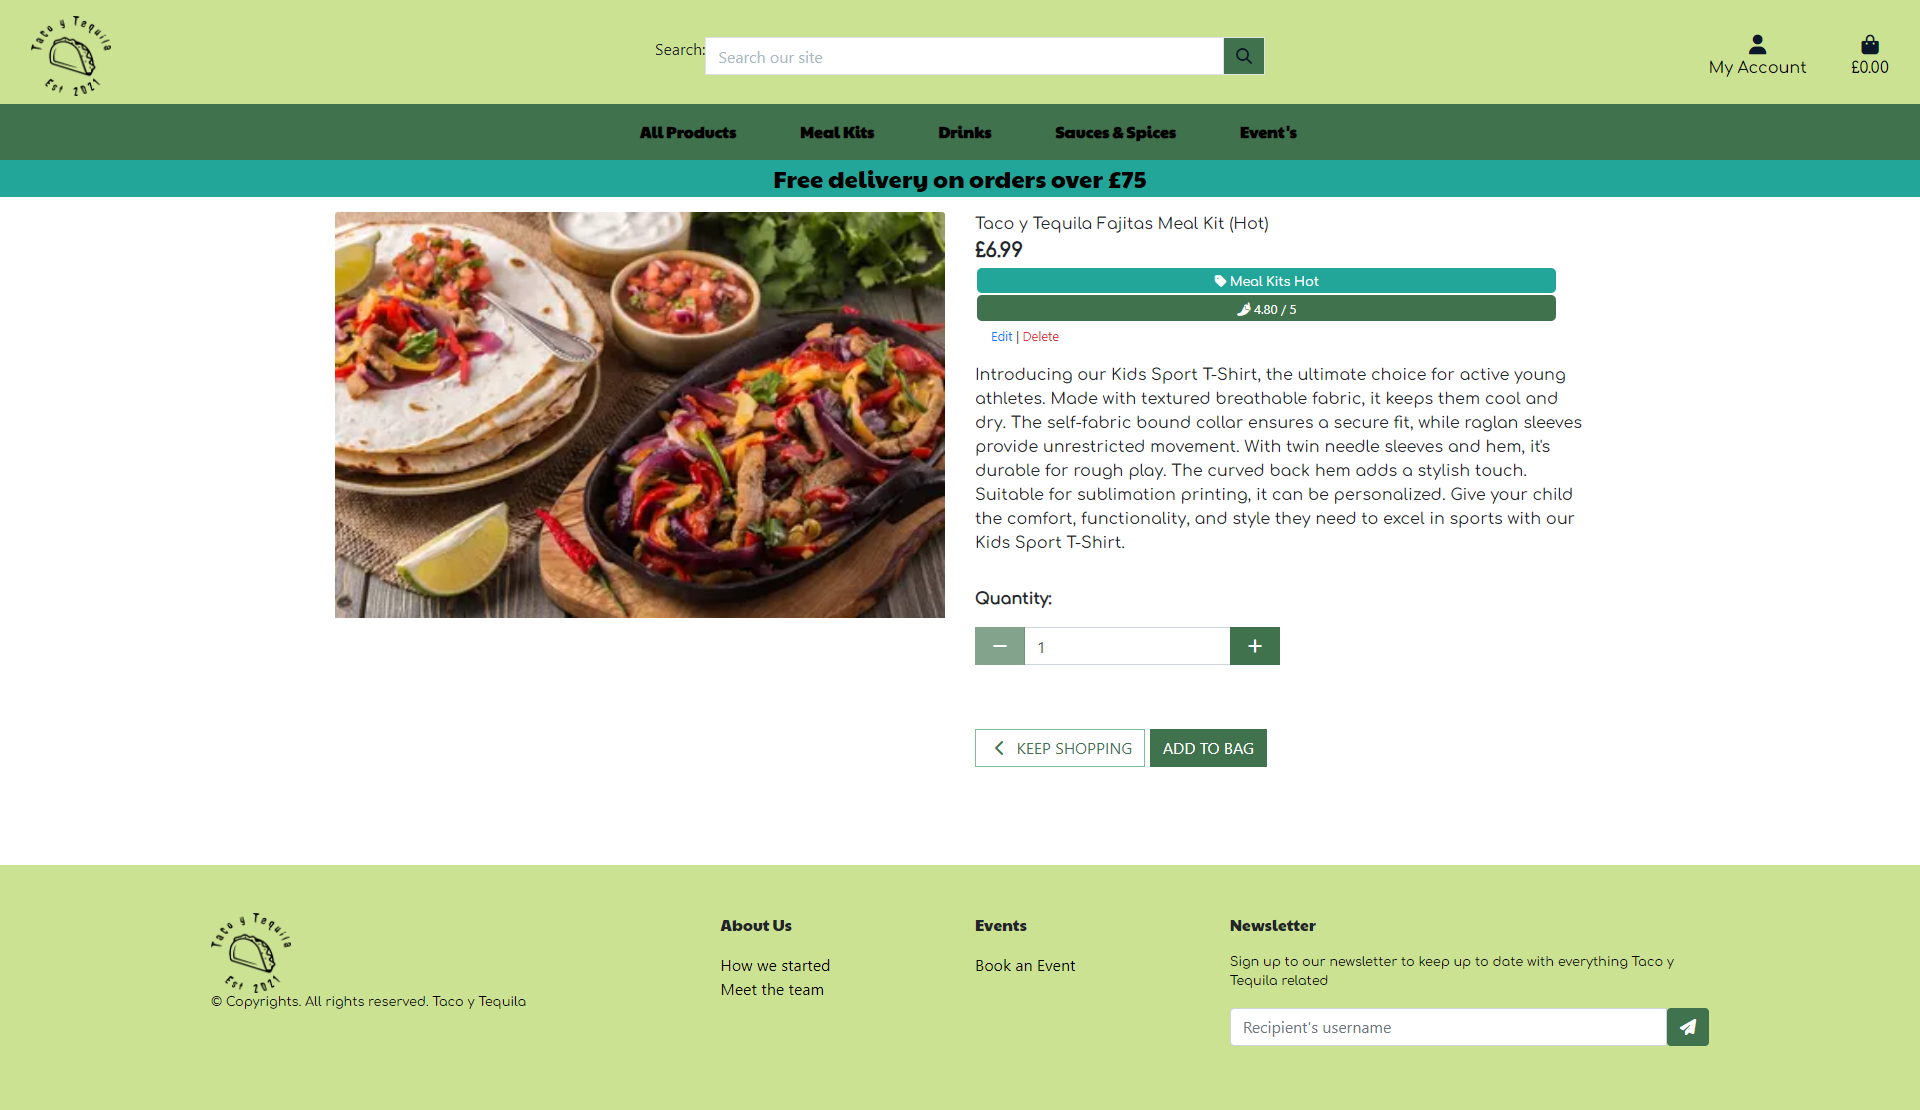 Taco y Tequila
Est 2021
Search:
Search our site
My Account
£0.00
All Products
Meal Kits
Drinks
Sauces & Spices
Event's
Free delivery on orders over £75
Taco y Tequila Fajitas Meal Kit (Hot)
£6.99
Meal Kits Hot
4.80 / 5
Edit | Delete
Introducing our Kids Sport T-Shirt, the ultimate choice for active young
athletes. Made with textured breathable fabric, it keeps them cool and
dry. The self-fabric bound collar ensures a secure fit, while raglan sleeves
provide unrestricted movement. With twin needle sleeves and hem, it's
durable for rough play. The curved back hem adds a stylish touch.
Suitable for sublimation printing, it can be personalized. Give your child
the comfort, functionality, and style they need to excel in sports with our
Kids Sport T-Shirt.
Quantity:
1
KEEP SHOPPING
ADD TO BAG
Taco y Tequila
Est 2021
© Copyrights. All rights reserved. Taco y Tequila
About Us
How we started
Meet the team
Events
Book an Event
Newsletter
Sign up to our newsletter to keep up to date with everything Taco y
Tequila related
Recipient's username